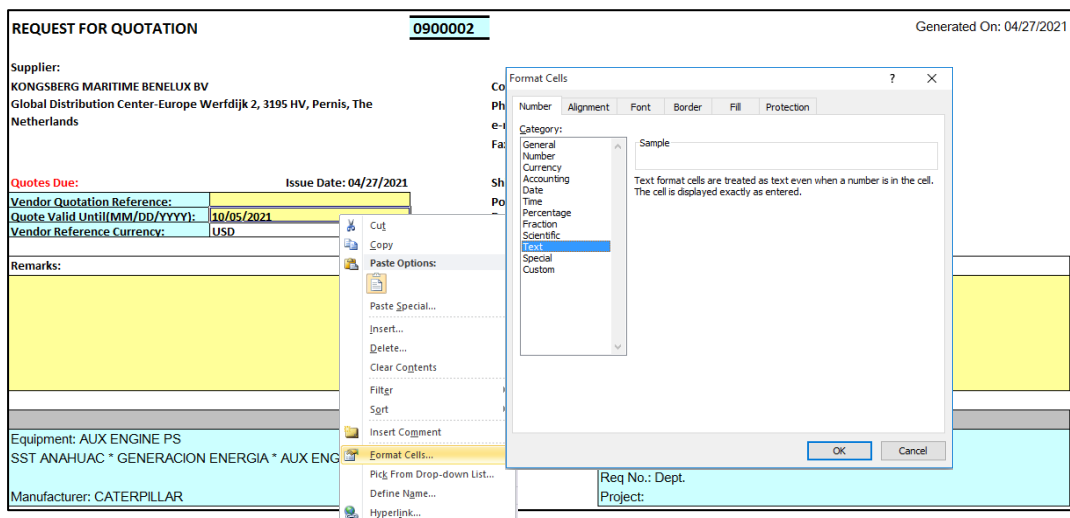 REQUEST FOR QUOTATION 0900002 Generated On: 04/27/2021
Supplier:
KONGSBERG MARITIME BENELUX BV
Global Distribution Center-Europe Werfdijk 2, 3195 HV, Pernis, The
Netherlands
Co
Ph
e-
Fa
Quotes Due: Issue Date: 04/27/2021 Sh
Vendor Quotation Reference: Po
Quote Valid Until(MM/DD/YYYY): 10/05/2021
Vendor Reference Currency: USD
Remarks:
Equipment: AUX ENGINE PS
SST ANAHUAC * GENERACION ENERGIA * AUX ENG
Manufacturer: CATERPILLAR
Req No.: Dept.
Project:
Cut
Copy
Paste Options:
Paste Special...
Insert...
Delete...
Clear Contents
Filter
Sort
Insert Comment
Format Cells...
Pick From Drop-down List...
Define Name...
Hyperlink...
Format Cells ? X
Number Alignment Font Border Fill Protection
Category:
General
Number
Currency
Accounting
Date
Time
Percentage
Fraction
Scientific
Text
Special
Custom
Sample
Text format cells are treated as text even when a number is in the cell.
The cell is displayed exactly as entered.
OK Cancel